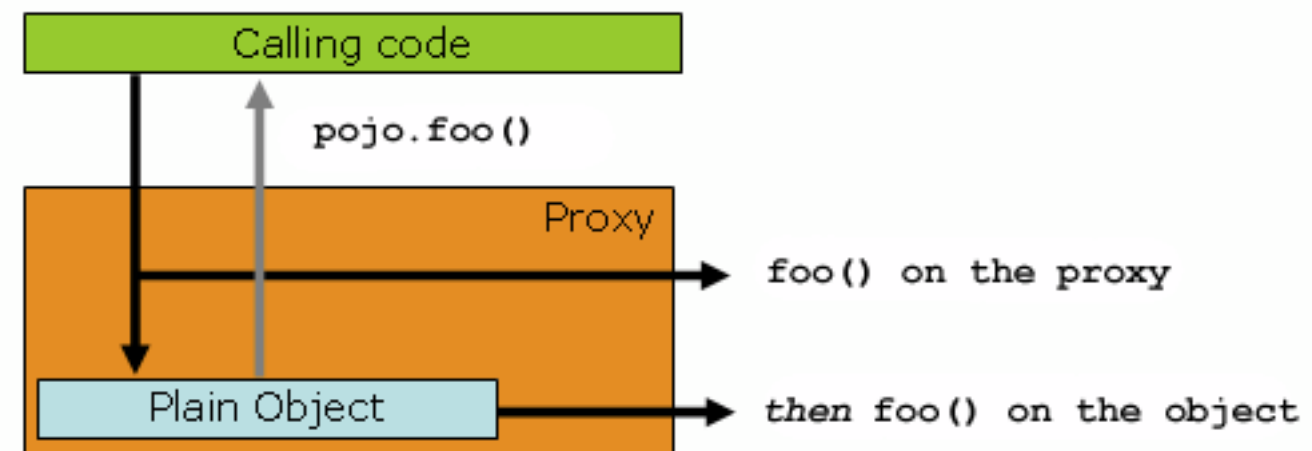 Calling code
pojo.foo()
Proxy
foo() on the proxy
Plain Object
then foo() on the object